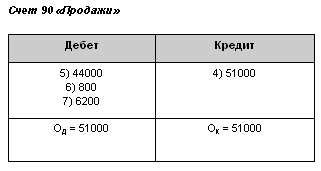 Счет 90 «Продажи»
Дебет Кредит
5) 44000 4) 51000
6) 800
7) 6200
Од = 51000 Ок = 51000